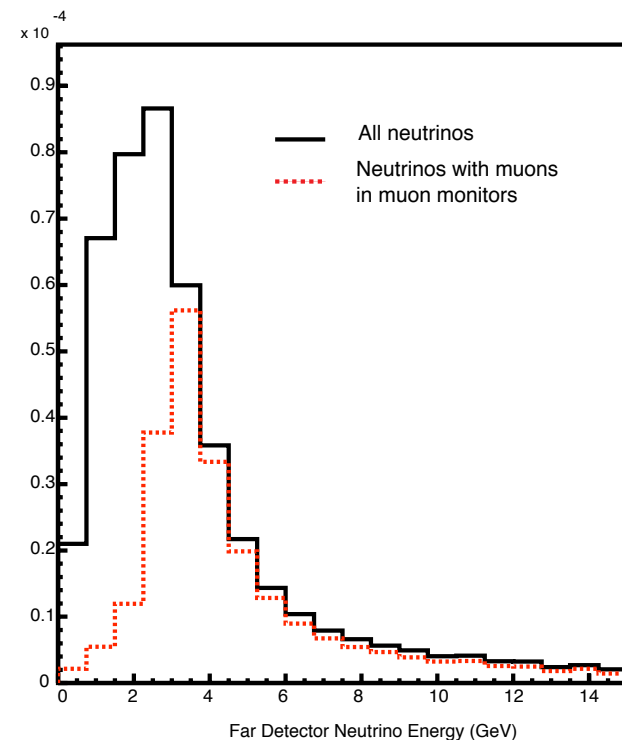 x 10 -4
0.9
0.8
0.7
0.6
0.5
0.4
0.3
0.2
0.1
0
All neutrinos
Neutrinos with muons
in muon monitors
0 2 4 6 8 10 12 14
Far Detector Neutrino Energy (GeV)